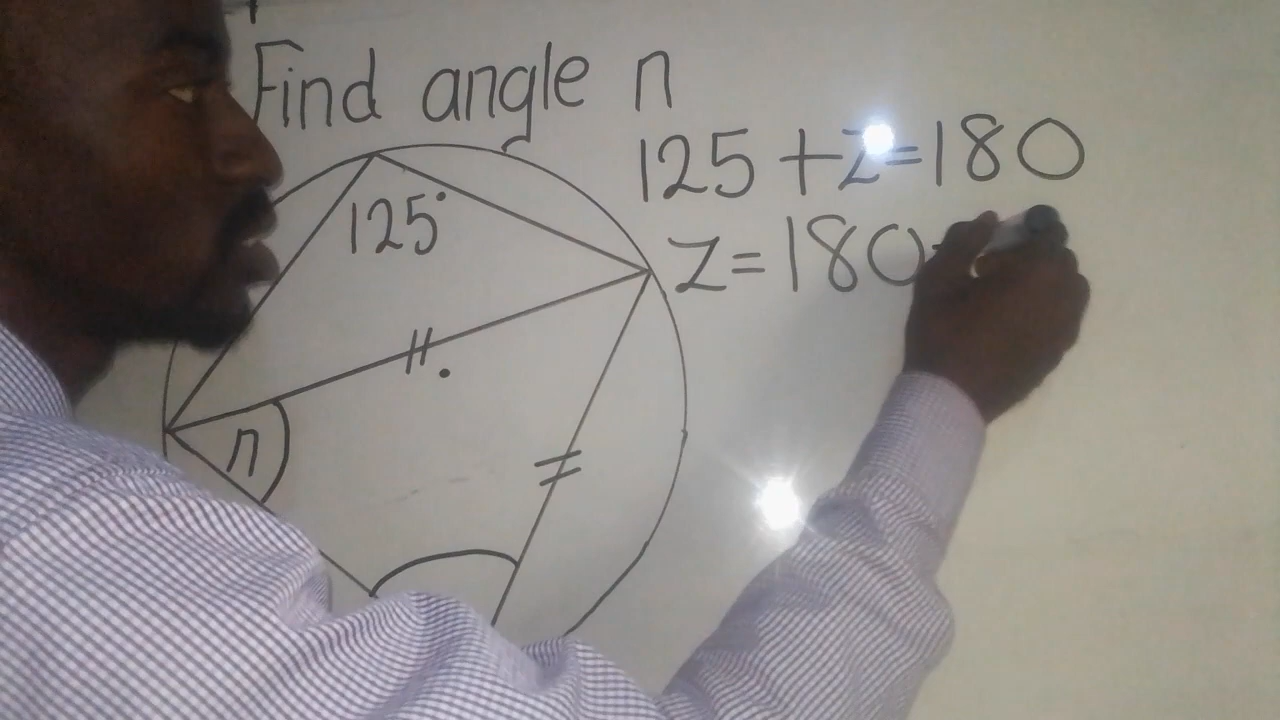 Find angle n
125 + z = 180
z = 180
125°
n